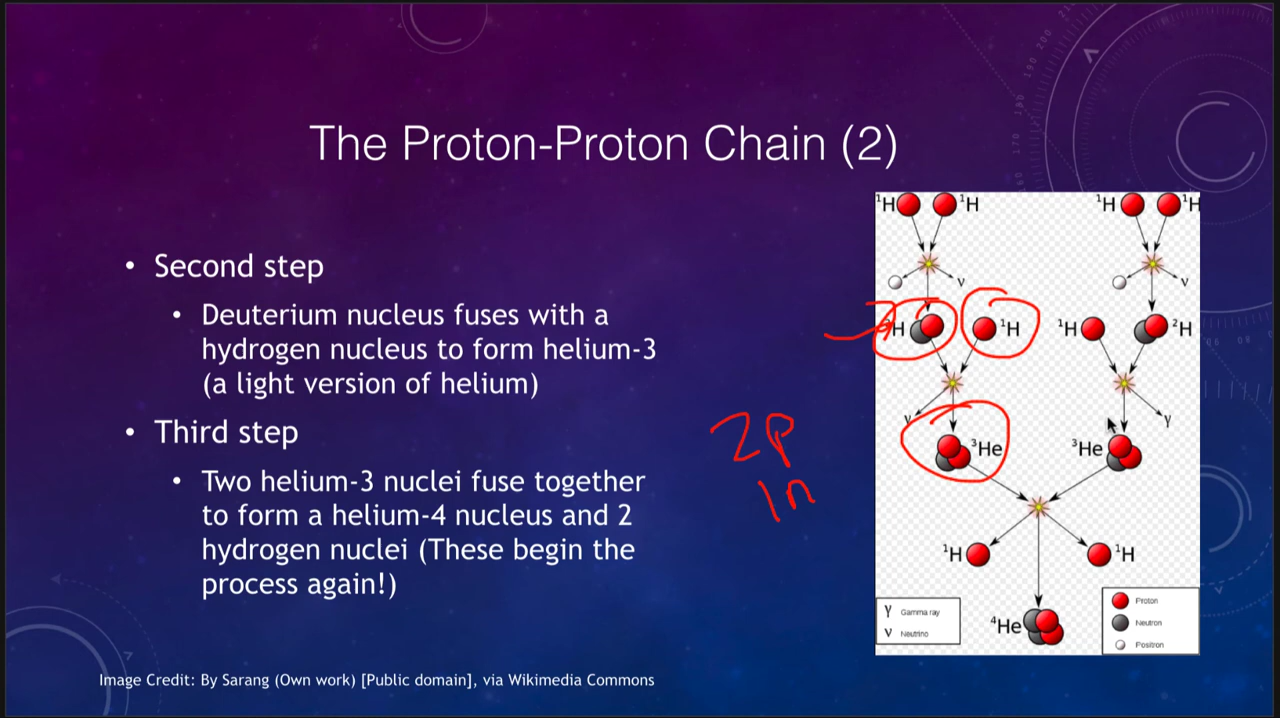 The Proton-Proton Chain (2)
• Second step
• Deuterium nucleus fuses with a
hydrogen nucleus to form helium-3
(a light version of helium)
• Third step
• Two helium-3 nuclei fuse together
to form a helium-4 nucleus and 2
hydrogen nuclei (These begin the
process again!)
2P
1n
¹H ¹H ¹H ¹H
ν ν
²H ¹H ¹H ²H
γ γ
³He ³He
¹H ¹H
⁴He
γ Gamma ray
ν Neutrino
Proton
Neutron
Positron
Image Credit: By Sarang (Own work) [Public domain], via Wikimedia Commons